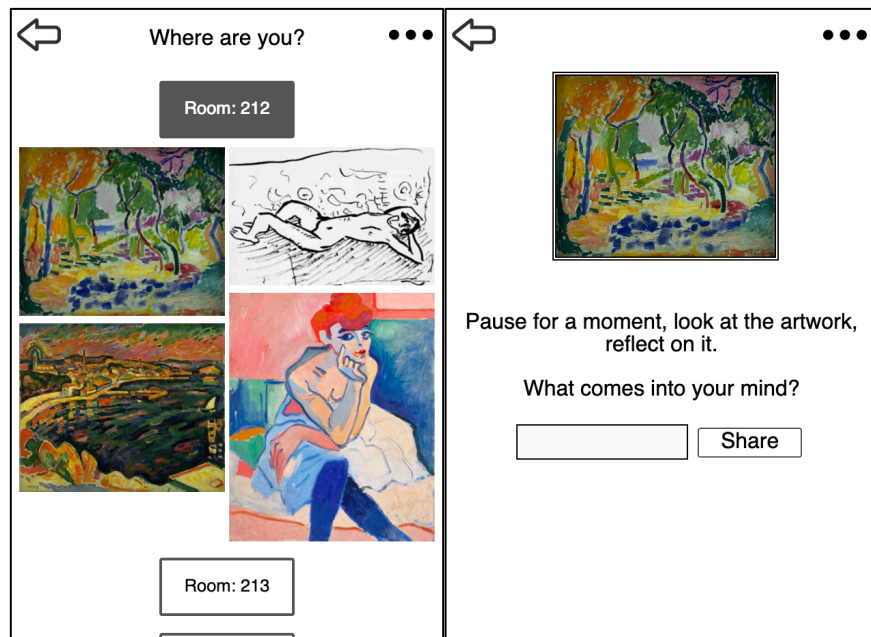 Where are you?
Room: 212
Room: 213
Pause for a moment, look at the artwork,
reflect on it.
What comes into your mind?
Share